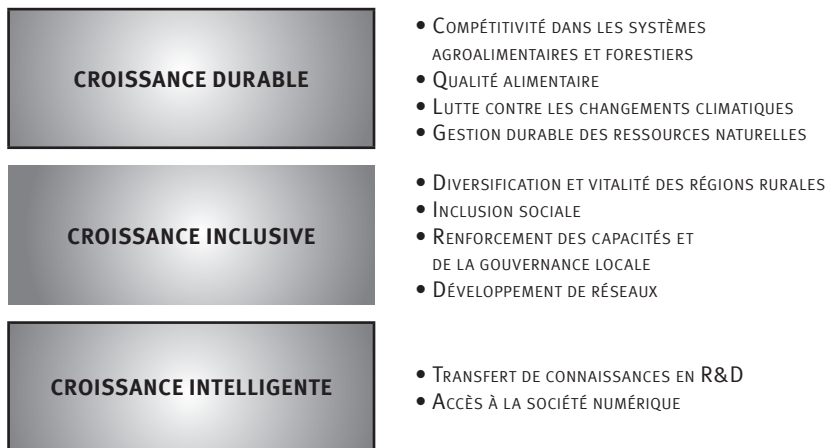 CROISSANCE DURABLE
• COMPÉTITIVITÉ DANS LES SYSTÈMES
AGROALIMENTAIRES ET FORESTIERS
• QUALITÉ ALIMENTAIRE
• LUTTE CONTRE LES CHANGEMENTS CLIMATIQUES
• GESTION DURABLE DES RESSOURCES NATURELLES
CROISSANCE INCLUSIVE
• DIVERSIFICATION ET VITALITÉ DES RÉGIONS RURALES
• INCLUSION SOCIALE
• RENFORCEMENT DES CAPACITÉS ET
DE LA GOUVERNANCE LOCALE
• DÉVELOPPEMENT DE RÉSEAUX
CROISSANCE INTELLIGENTE
• TRANSFERT DE CONNAISSANCES EN R&D
• ACCÈS À LA SOCIÉTÉ NUMÉRIQUE